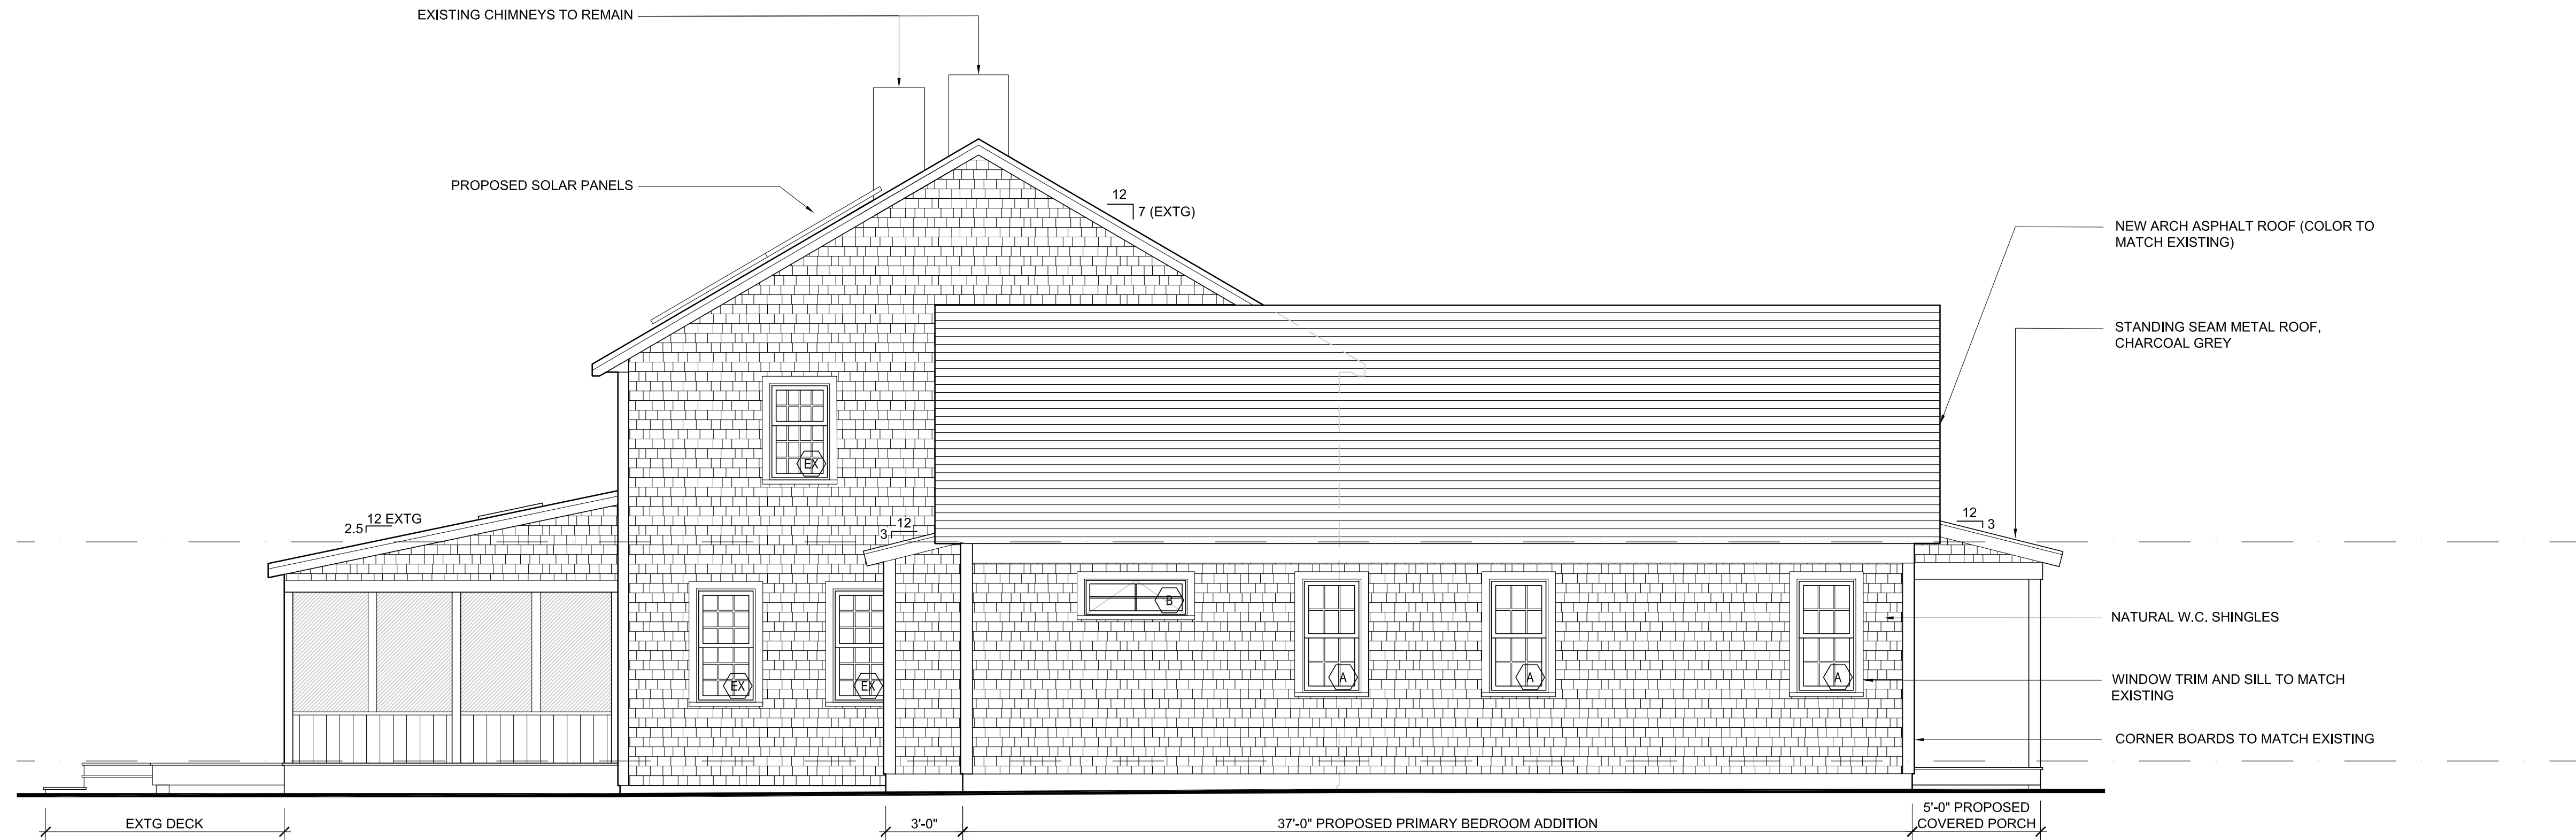 EXISTING CHIMNEYS TO REMAIN
PROPOSED SOLAR PANELS
12
7 (EXTG)
NEW ARCH ASPHALT ROOF (COLOR TO
MATCH EXISTING)
STANDING SEAM METAL ROOF,
CHARCOAL GREY
EX
12 EXTG
2.5
12
3
12
3
B
NATURAL W.C. SHINGLES
EX
EX
A
A
A
WINDOW TRIM AND SILL TO MATCH
EXISTING
CORNER BOARDS TO MATCH EXISTING
EXTG DECK
3'-0"
37'-0" PROPOSED PRIMARY BEDROOM ADDITION
5'-0" PROPOSED
COVERED PORCH